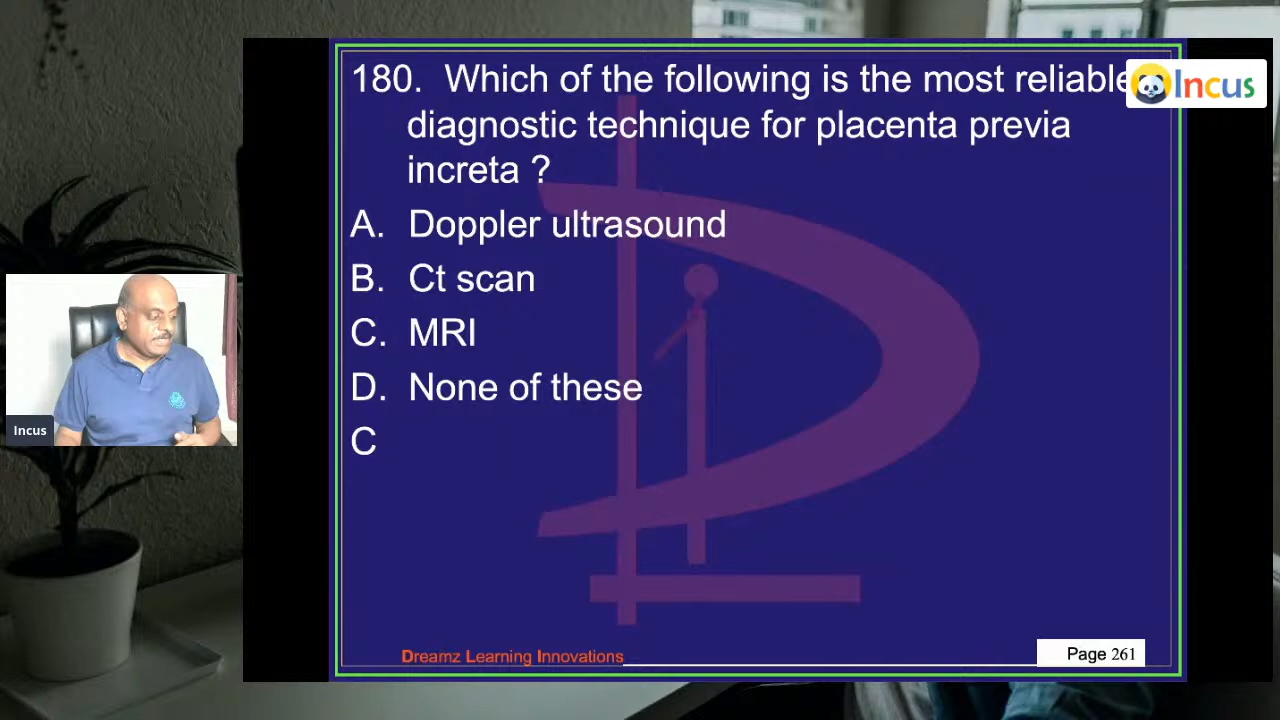 180. Which of the following is the most reliable
diagnostic technique for placenta previa
increta ?
A. Doppler ultrasound
B. Ct scan
C. MRI
D. None of these
C
Incus
Incus
Dreamz Learning Innovations
Page 261